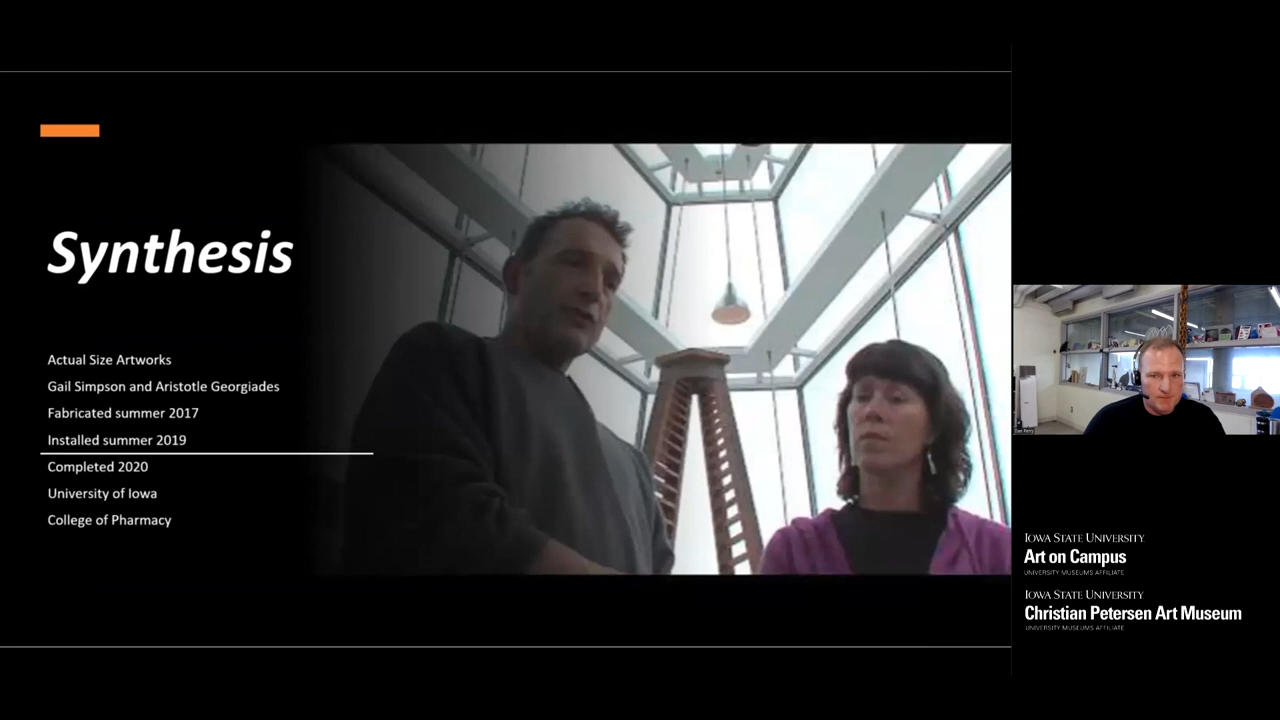 Synthesis
Actual Size Artworks
Gail Simpson and Aristotle Georgiades
Fabricated summer 2017
Installed summer 2019
Completed 2020
University of Iowa
College of Pharmacy
Dan Perry
IOWA STATE UNIVERSITY
Art on Campus
UNIVERSITY MUSEUMS AFFILIATE
IOWA STATE UNIVERSITY
Christian Petersen Art Museum
UNIVERSITY MUSEUMS AFFILIATE